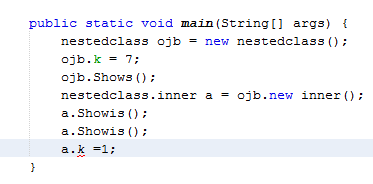 public static void main(String[] args) {
nestedclass ojb = new nestedclass();
ojb.k = 7;
ojb.Shows();
nestedclass.inner a = ojb.new inner();
a.Showis();
a.Showis();
a.k =1;
}